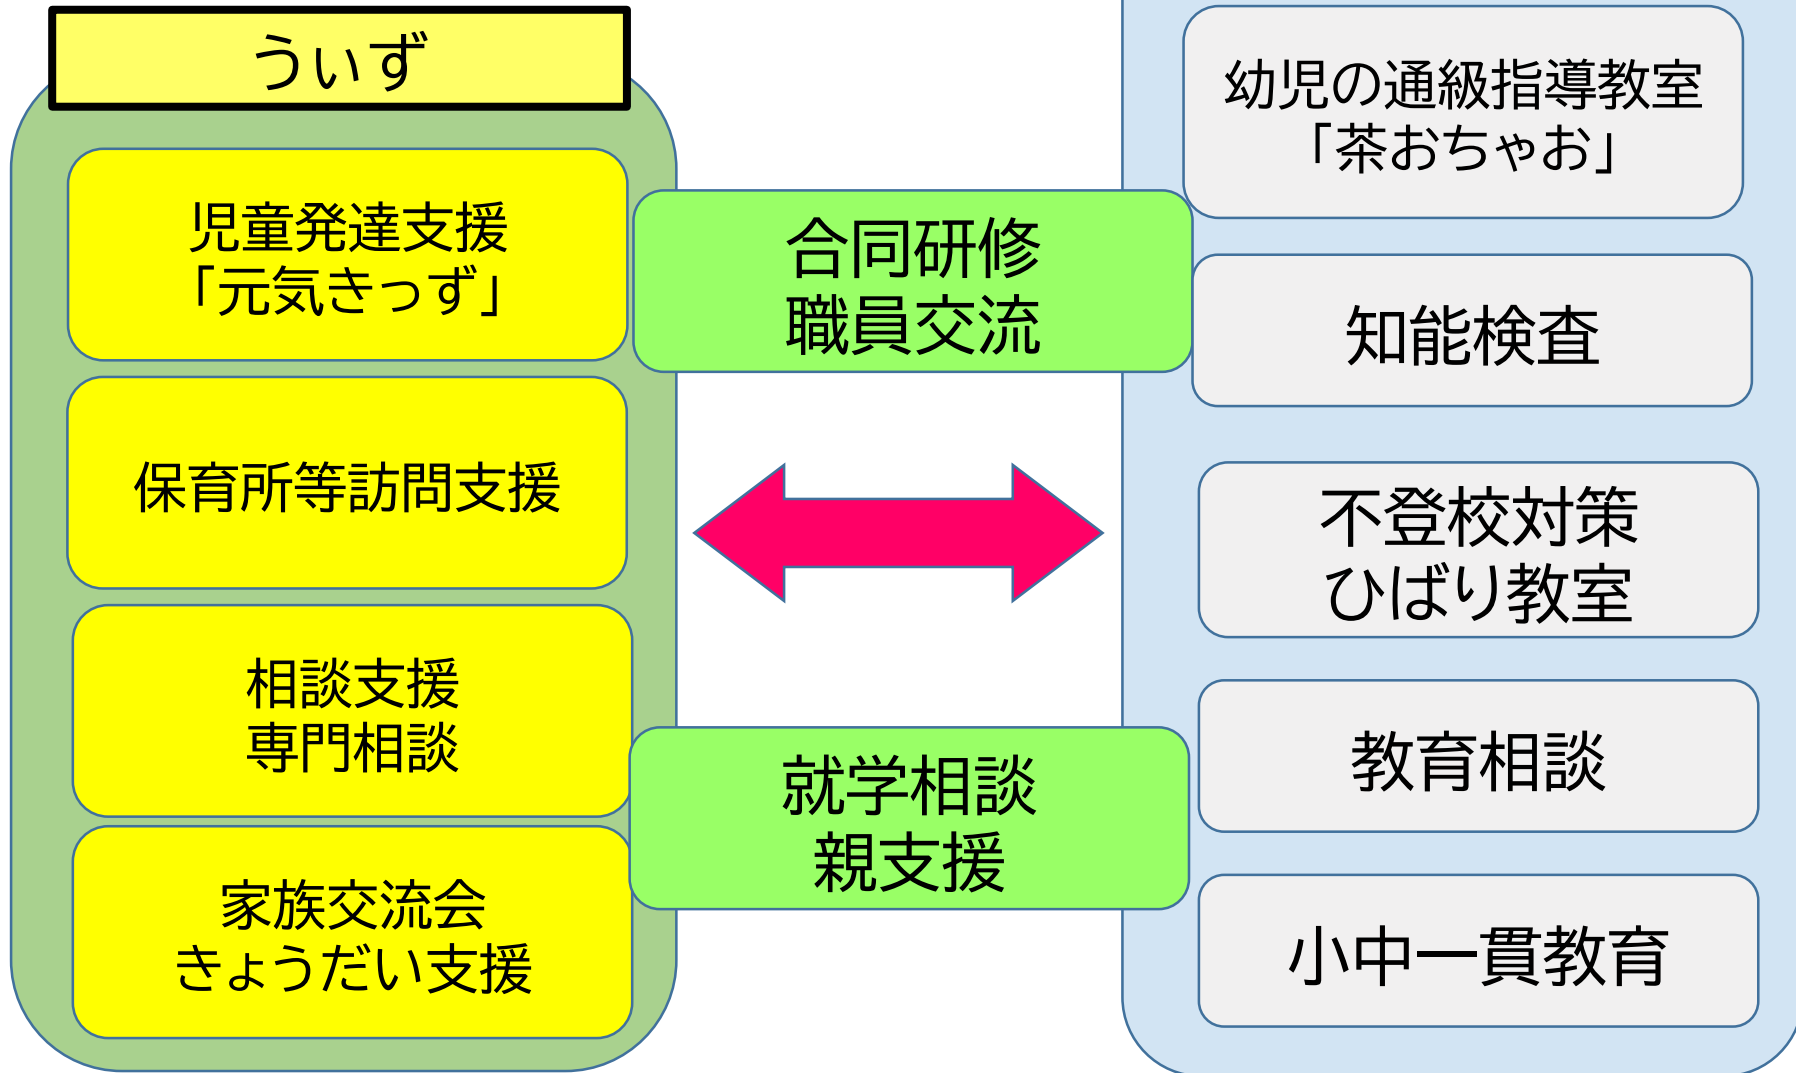 うぃず
児童発達支援
「元気きっず」
保育所等訪問支援
相談支援
専門相談
家族交流会
きょうだい支援
合同研修
職員交流
就学相談
親支援
幼児の通級指導教室
「茶おちゃお」
知能検査
不登校対策
ひばり教室
教育相談
小中一貫教育